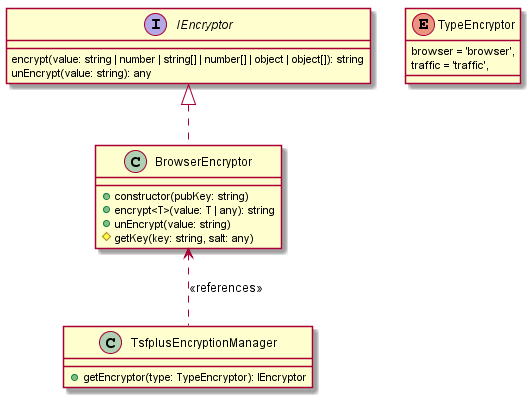 I IEncryptor
encrypt(value: string | number | string[] | number[] | object | object[]): string
unEncrypt(value: string): any
E TypeEncryptor
browser = 'browser',
traffic = 'traffic',
C BrowserEncryptor
constructor(pubKey: string)
encrypt<T>(value: T | any): string
unEncrypt(value: string)
getKey(key: string, salt: any)
«references»
C TsfplusEncryptionManager
getEncryptor(type: TypeEncryptor): IEncryptor